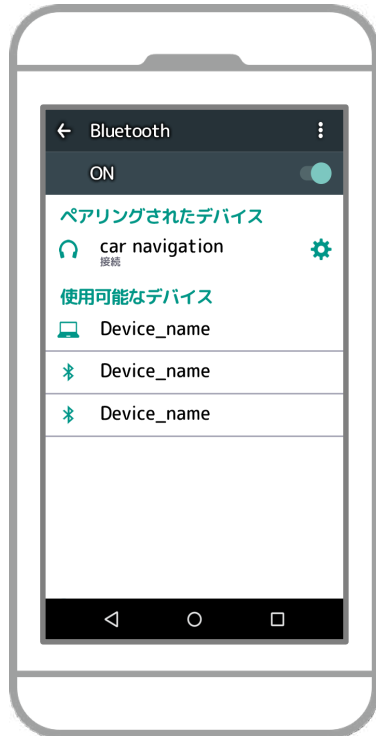 Bluetooth
ON
ペアリングされたデバイス
car navigation
接続
使用可能なデバイス
Device_name
Device_name
Device_name